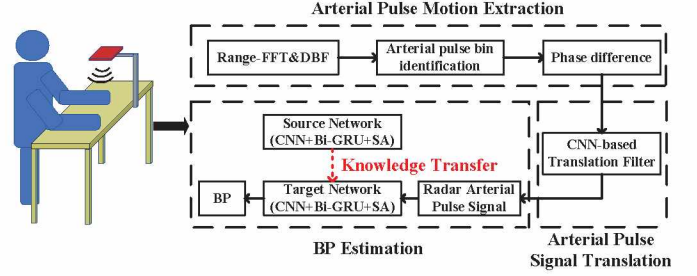 Arterial Pulse Motion Extraction
Range-FFT&DBF
Arterial pulse bin
identification
Phase difference
Source Network
(CNN+Bi-GRU+SA)
Knowledge Transfer
CNN-based
Translation Filter
BP
Target Network
(CNN+Bi-GRU+SA)
Radar Arterial
Pulse Signal
BP Estimation
Arterial Pulse
Signal Translation